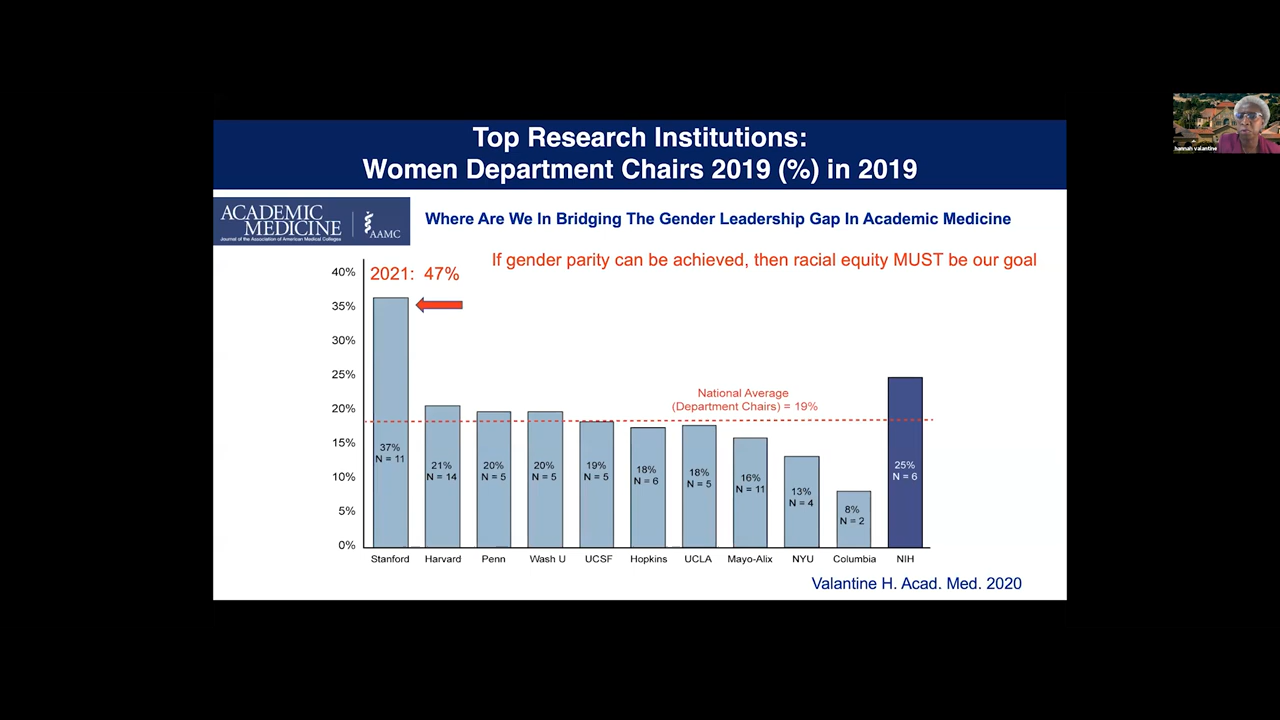 Top Research Institutions:
Women Department Chairs 2019 (%) in 2019
ACADEMIC
MEDICINE
Journal of the Association of American Medical Colleges
AAMC
Where Are We In Bridging The Gender Leadership Gap In Academic Medicine
If gender parity can be achieved, then racial equity MUST be our goal
2021: 47%
40%
35%
30%
25%
20%
15%
10%
5%
0%
National Average
(Department Chairs) = 19%
37%
N = 11
21%
N = 14
20%
N = 5
20%
N = 5
19%
N = 5
18%
N = 6
18%
N = 5
16%
N = 11
13%
N = 4
8%
N = 2
25%
N = 6
Stanford Harvard Penn Wash U UCSF Hopkins UCLA Mayo-Alix NYU Columbia NIH
Valantine H. Acad. Med. 2020
hannah valantine